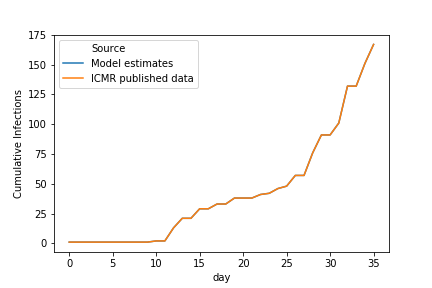 175
150
125
100
75
50
25
0
Cumulative Infections
Source
Model estimates
ICMR published data
0 5 10 15 20 25 30 35
day